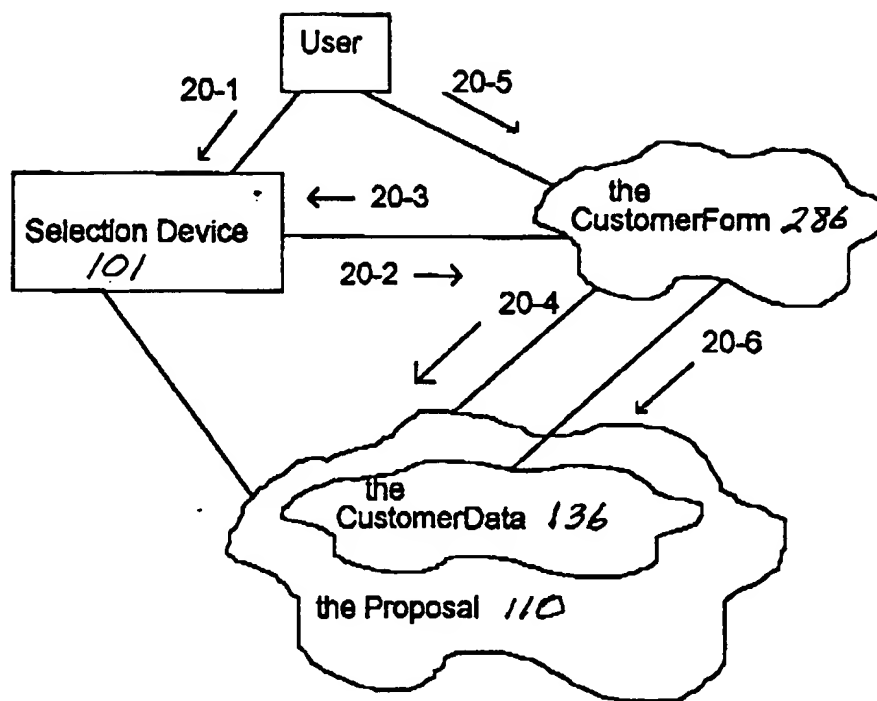 User
20-1
20-5
20-3
the
CustomerForm 286
Selection Device
101
20-2
20-4
20-6
the
CustomerData 136
the Proposal 110